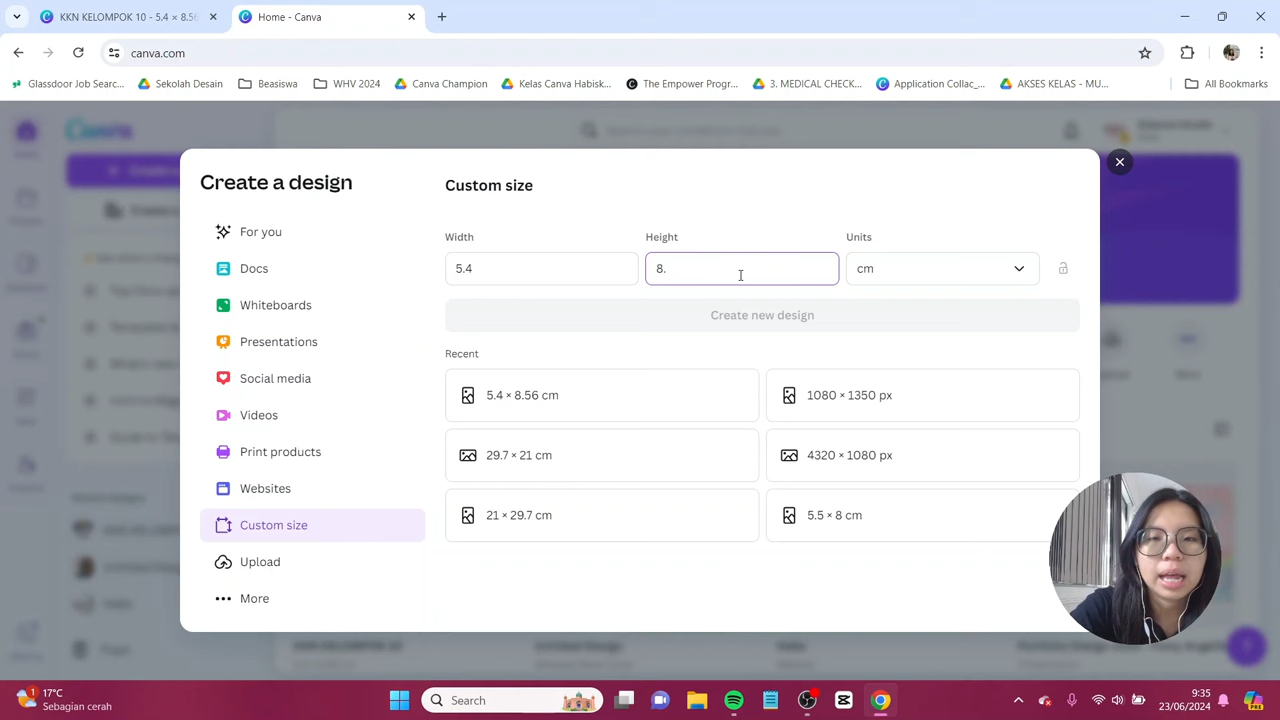 KKN KELOMPOK 10 - 5.4 × 8.56
Home - Canva
canva.com
Glassdoor Job Search...
Sekolah Desain
Beasiswa
WHV 2024
Canva Champion
Kelas Canva Habisk...
The Empower Progr...
3. MEDICAL CHECK...
Application Collac_...
AKSES KELAS - MU...
All Bookmarks
Canva
Create a design
Custom size
For you
Width
Height
Units
5.4
8.
cm
Docs
Whiteboards
Create new design
Presentations
Recent
Social media
5.4 × 8.56 cm
1080 × 1350 px
Videos
Print products
29.7 × 21 cm
4320 × 1080 px
Websites
Custom size
21 × 29.7 cm
5.5 × 8 cm
Upload
More
1
17°C
Sebagian cerah
Search
9:35
23/06/2024